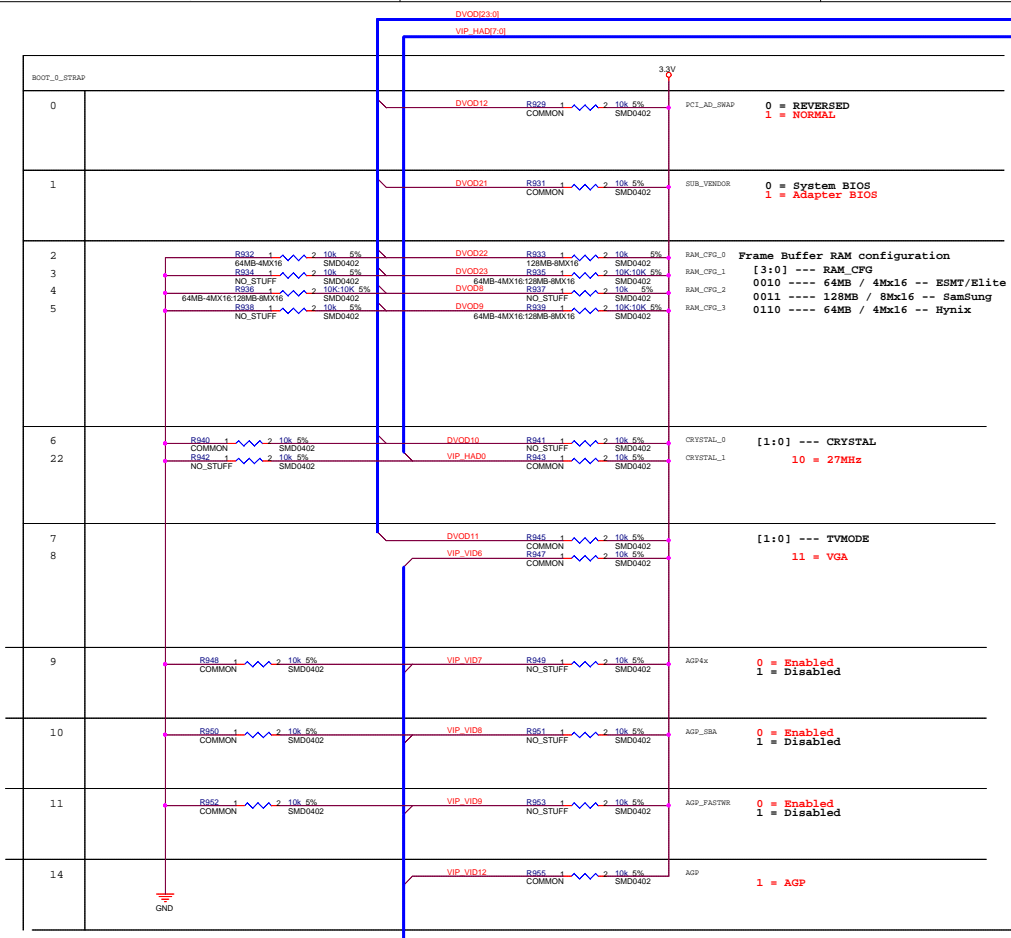 DVOD[23:0]
VIP_HAD[7:0]
BOOT_0_STRAP
3.3V
0 DVOD12 R929 1 2 10k 5% PCI_AD_SWAP 0 = REVERSED
COMMON SMD0402 1 = NORMAL
1 DVOD21 R931 1 2 10k 5% SUB_VENDOR 0 = System BIOS
COMMON SMD0402 1 = Adapter BIOS
2 R932 1 2 10k 5% DVOD22 R933 1 2 10k 5% RAM_CFG_0 Frame Buffer RAM configuration
64MB-4MX16 SMD0402 128MB-8MX16 SMD0402
3 R934 1 2 10k 5% DVOD23 R935 1 2 10K:10K 5% RAM_CFG_1 [3:0] --- RAM_CFG
NO_STUFF SMD0402 64MB-4MX16:128MB-8MX16 SMD0402
4 R936 1 2 10K:10K 5% DVOD8 R937 1 2 10k 5% RAM_CFG_2 0010 ---- 64MB / 4Mx16 -- ESMT/Elite
64MB-4MX16:128MB-8MX16 SMD0402 NO_STUFF SMD0402 0011 ---- 128MB / 8Mx16 -- SamSung
5 R938 1 2 10k 5% DVOD9 R939 1 2 10K:10K 5% RAM_CFG_3 0110 ---- 64MB / 4Mx16 -- Hynix
NO_STUFF SMD0402 64MB-4MX16:128MB-8MX16 SMD0402
6 R940 1 2 10k 5% DVOD10 R941 1 2 10k 5% CRYSTAL_0 [1:0] --- CRYSTAL
COMMON SMD0402 NO_STUFF SMD0402
22 R942 1 2 10k 5% VIP_HAD0 R943 1 2 10k 5% CRYSTAL_1 10 = 27MHz
NO_STUFF SMD0402 COMMON SMD0402
7 DVOD11 R945 1 2 10k 5% [1:0] --- TVMODE
COMMON SMD0402
8 VIP_VID6 R947 1 2 10k 5% 11 = VGA
COMMON SMD0402
9 R948 1 2 10k 5% VIP_VID7 R949 1 2 10k 5% AGP4x 0 = Enabled
COMMON SMD0402 NO_STUFF SMD0402 1 = Disabled
10 R950 1 2 10k 5% VIP_VID8 R951 1 2 10k 5% AGP_SBA 0 = Enabled
COMMON SMD0402 NO_STUFF SMD0402 1 = Disabled
11 R952 1 2 10k 5% VIP_VID9 R953 1 2 10k 5% AGP_FASTWR 0 = Enabled
COMMON SMD0402 NO_STUFF SMD0402 1 = Disabled
14 VIP_VID12 R955 1 2 10k 5% AGP 1 = AGP
COMMON SMD0402
GND